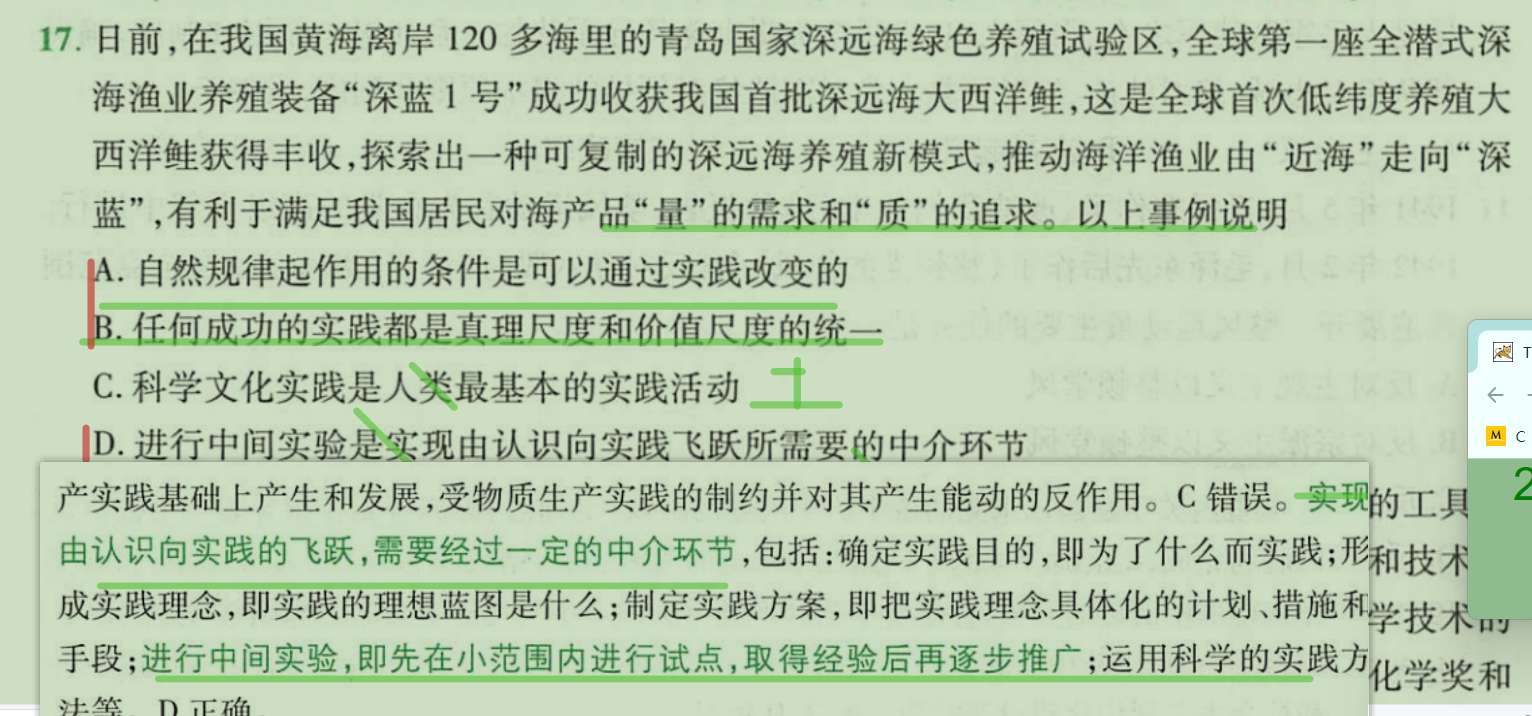 17. 日前,在我国黄海离岸 120 多海里的青岛国家深远海绿色养殖试验区,全球第一座全潜式深
海渔业养殖装备“深蓝 1 号”成功收获我国首批深远海大西洋鲑,这是全球首次低纬度养殖大
西洋鲑获得丰收,探索出一种可复制的深远海养殖新模式,推动海洋渔业由“近海”走向“深
蓝”,有利于满足我国居民对海产品“量”的需求和“质”的追求。以上事例说明
A. 自然规律起作用的条件是可以通过实践改变的
B. 任何成功的实践都是真理尺度和价值尺度的统一
C. 科学文化实践是人类最基本的实践活动
D. 进行中间实验是实现由认识向实践飞跃所需要的中介环节
产实践基础上产生和发展,受物质生产实践的制约并对其产生能动的反作用。C 错误。实现
由认识向实践的飞跃,需要经过一定的中介环节,包括:确定实践目的,即为了什么而实践;形
成实践理念,即实践的理想蓝图是什么;制定实践方案,即把实践理念具体化的计划、措施和
手段;进行中间实验,即先在小范围内进行试点,取得经验后再逐步推广;运用科学的实践方
法等。D 正确。
的工具
和技术
学技术的
化学奖和
T
M C
2